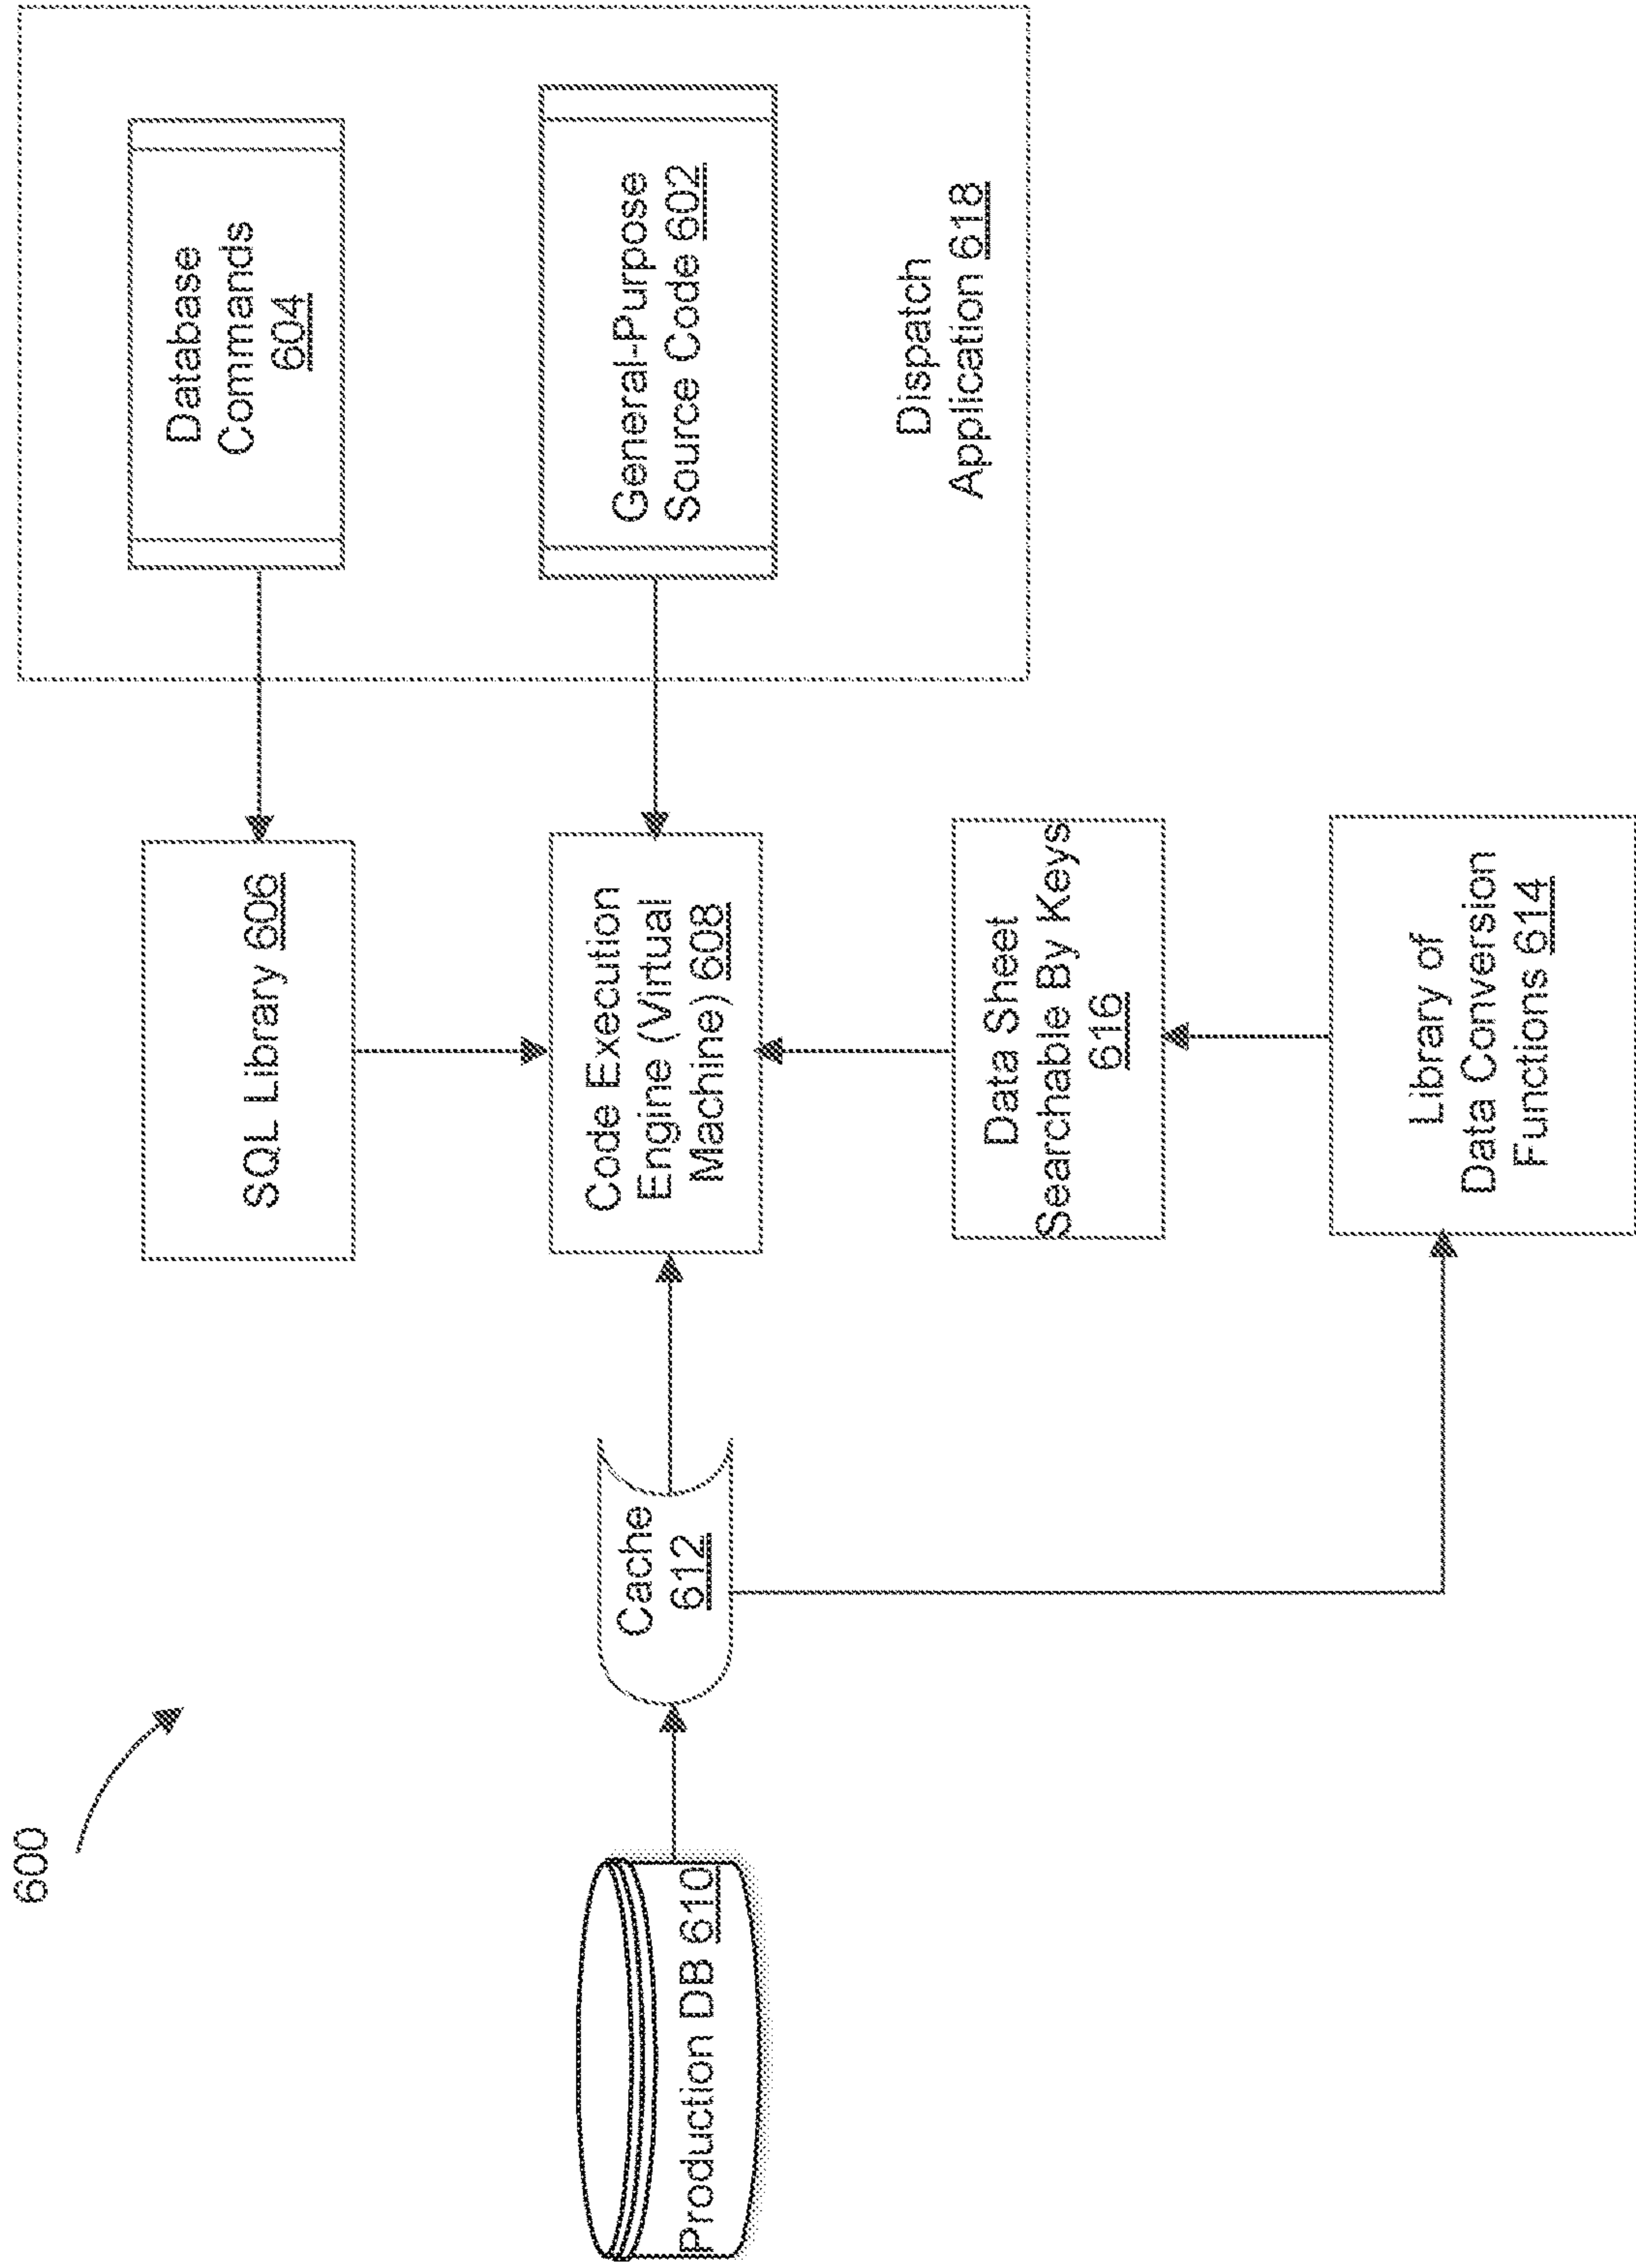 600
Database
Commands
604
SQL Library 606
General-Purpose
Source Code 602
Code Execution
Engine (Virtual
Machine) 608
Cache
612
Production DB 610
Dispatch
Application 618
Data Sheet
Searchable By Keys
616
Library of
Data Conversion
Functions 614